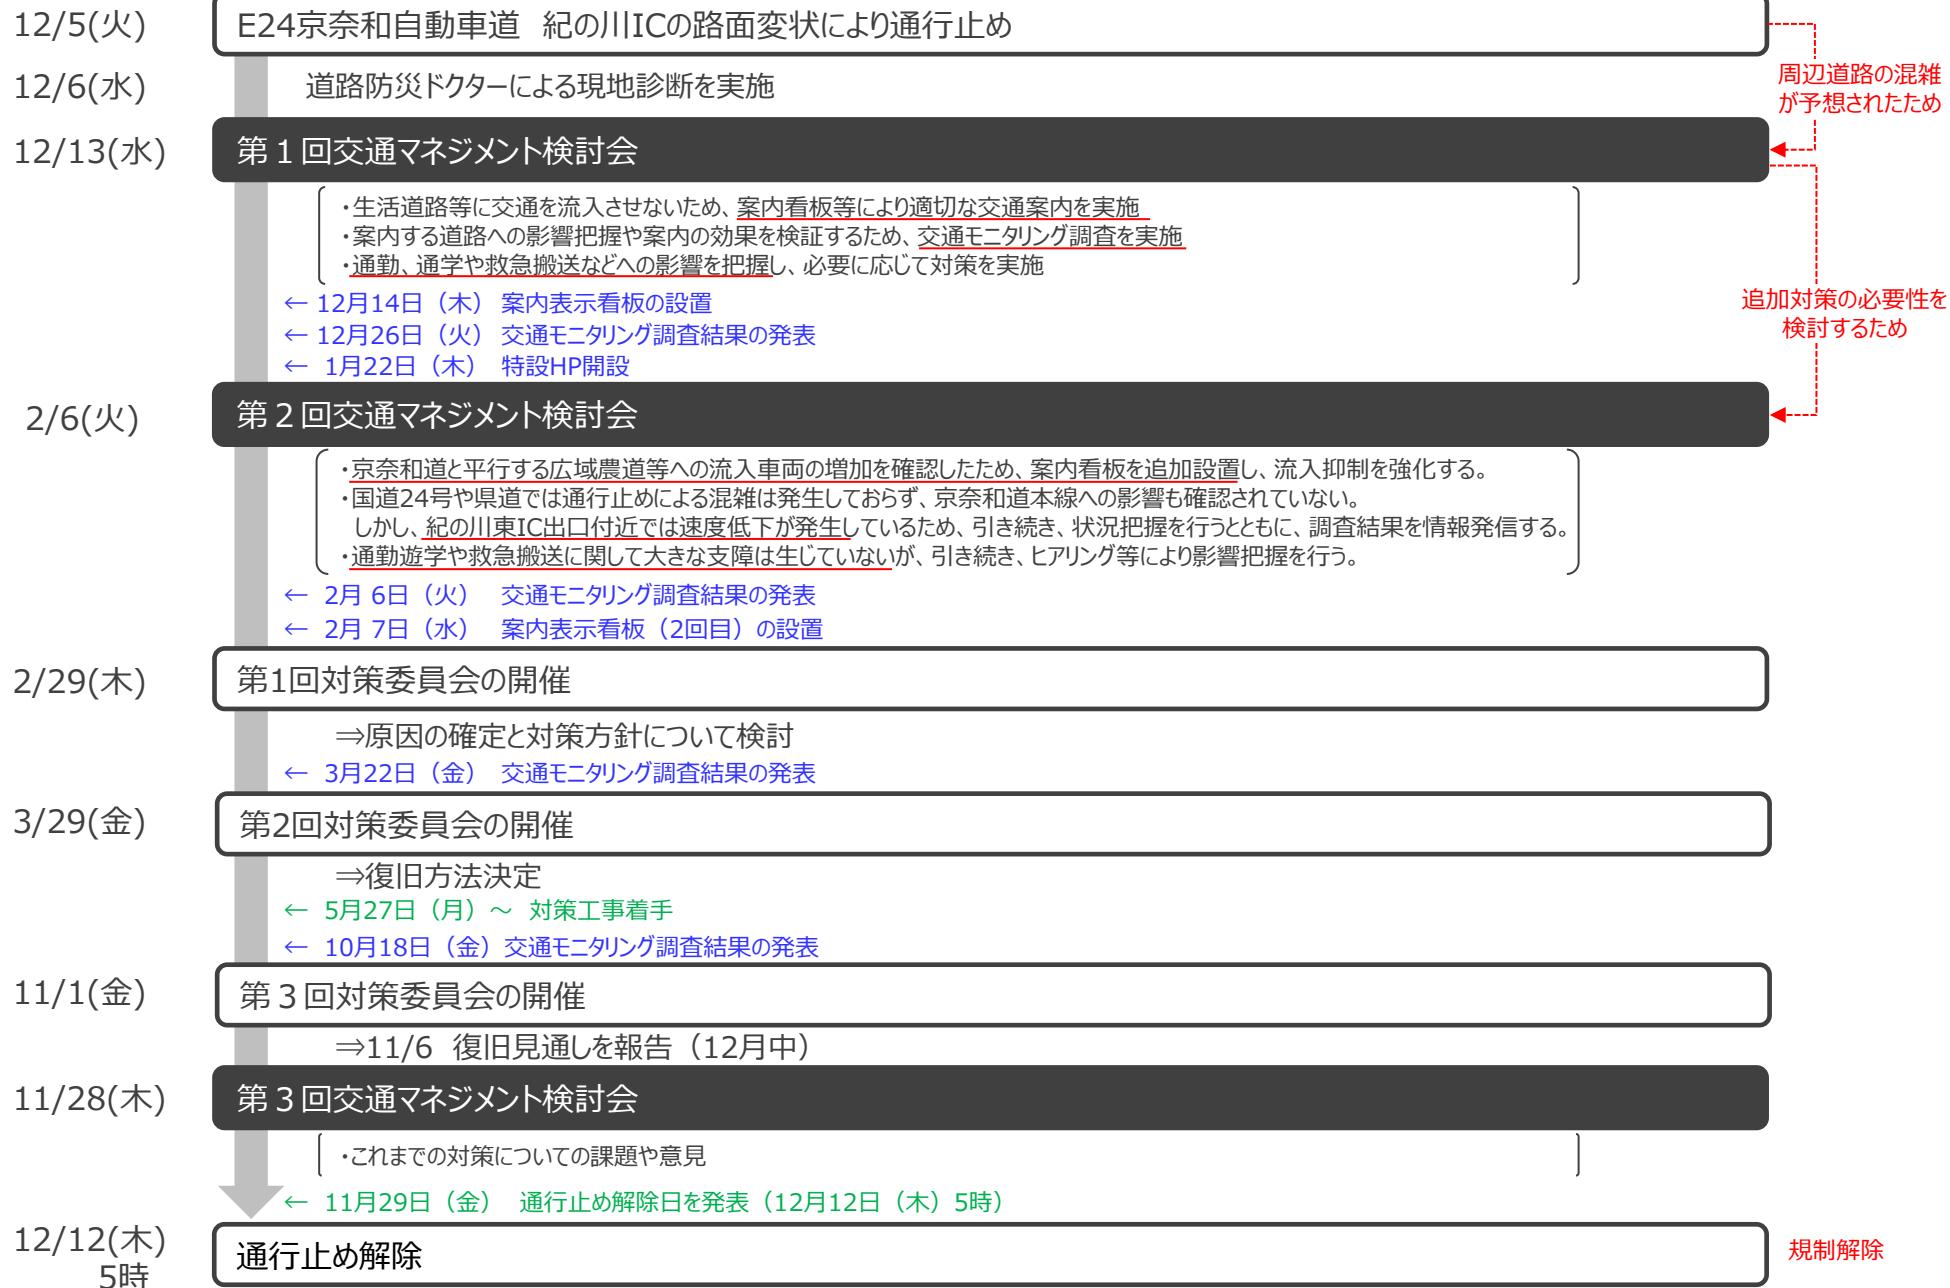 12/5(火)
E24京奈和自動車道　紀の川ICの路面変状により通行止め
周辺道路の混雑
が予想されたため
12/6(水)
道路防災ドクターによる現地診断を実施
12/13(水)
第１回交通マネジメント検討会
・生活道路等に交通を流入させないため、案内看板等により適切な交通案内を実施
・案内する道路への影響把握や案内の効果を検証するため、交通モニタリング調査を実施
・通勤、通学や救急搬送などへの影響を把握し、必要に応じて対策を実施
← 12月14日（木） 案内表示看板の設置
← 12月26日（火） 交通モニタリング調査結果の発表
← 1月22日（木） 特設HP開設
追加対策の必要性を
検討するため
2/6(火)
第２回交通マネジメント検討会
・京奈和道と平行する広域農道等への流入車両の増加を確認したため、案内看板を追加設置し、流入抑制を強化する。
・国道24号や県道では通行止めによる混雑は発生しておらず、京奈和道本線への影響も確認されていない。
しかし、紀の川東IC出口付近では速度低下が発生しているため、引き続き、状況把握を行うとともに、調査結果を情報発信する。
・通勤遊学や救急搬送に関して大きな支障は生じていないが、引き続き、ヒアリング等により影響把握を行う。
← 2月 6日（火） 交通モニタリング調査結果の発表
← 2月 7日（水） 案内表示看板（2回目）の設置
2/29(木)
第1回対策委員会の開催
⇒原因の確定と対策方針について検討
← 3月22日（金） 交通モニタリング調査結果の発表
3/29(金)
第2回対策委員会の開催
⇒復旧方法決定
← 5月27日（月）～ 対策工事着手
← 10月18日（金）交通モニタリング調査結果の発表
11/1(金)
第３回対策委員会の開催
⇒11/6 復旧見通しを報告（12月中）
11/28(木)
第３回交通マネジメント検討会
・これまでの対策についての課題や意見
← 11月29日（金） 通行止め解除日を発表（12月12日（木）5時）
12/12(木)
5時
通行止め解除
規制解除